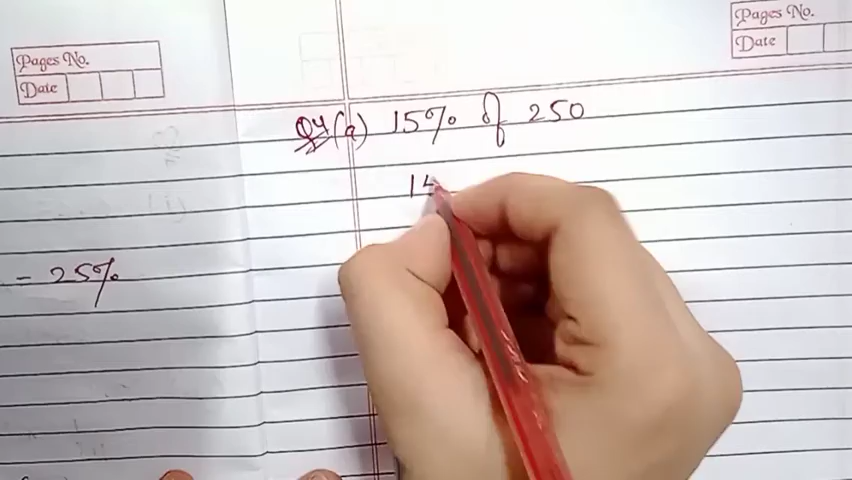 Pages No.
Date
Pages No.
Date
Q4 (a) 15% of 250
= 25%